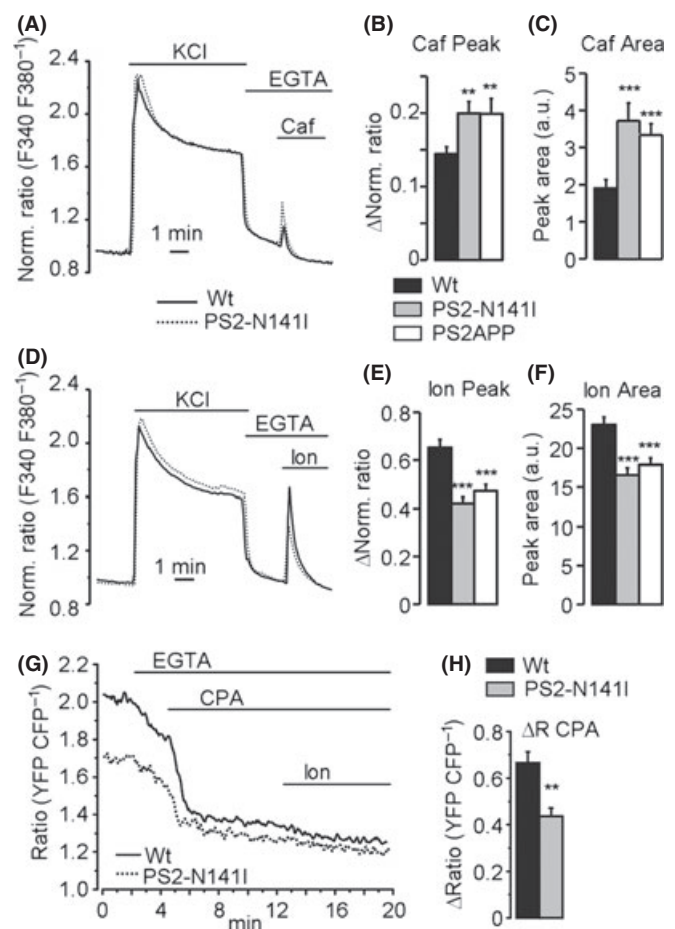 (A)
Norm. ratio (F340 F380⁻¹)
2.4
2.0
1.6
1.2
0.8
KCl
EGTA
Caf
1 min
Wt
PS2-N141I
(B)
Caf Peak
ΔNorm. ratio
0.2
0.1
0
**
**
(C)
Caf Area
Peak area (a.u.)
5
4
3
2
1
0
***
***
Wt
PS2-N141I
PS2APP
(D)
Norm. ratio (F340 F380⁻¹)
2.4
2.0
1.6
1.2
0.8
KCl
EGTA
Ion
1 min
(E)
Ion Peak
ΔNorm. ratio
0.8
0.6
0.4
0.2
0
***
***
(F)
Ion Area
Peak area (a.u.)
25
20
15
10
5
0
***
***
(G)
Ratio (YFP CFP⁻¹)
2.2
2.0
1.8
1.6
1.4
1.2
1.0
EGTA
CPA
Ion
Wt
PS2-N141I
0 4 8 12 16 20
min
(H)
Wt
PS2-N141I
ΔR CPA
ΔRatio (YFP CFP⁻¹)
0.8
0.6
0.4
0.2
0
**